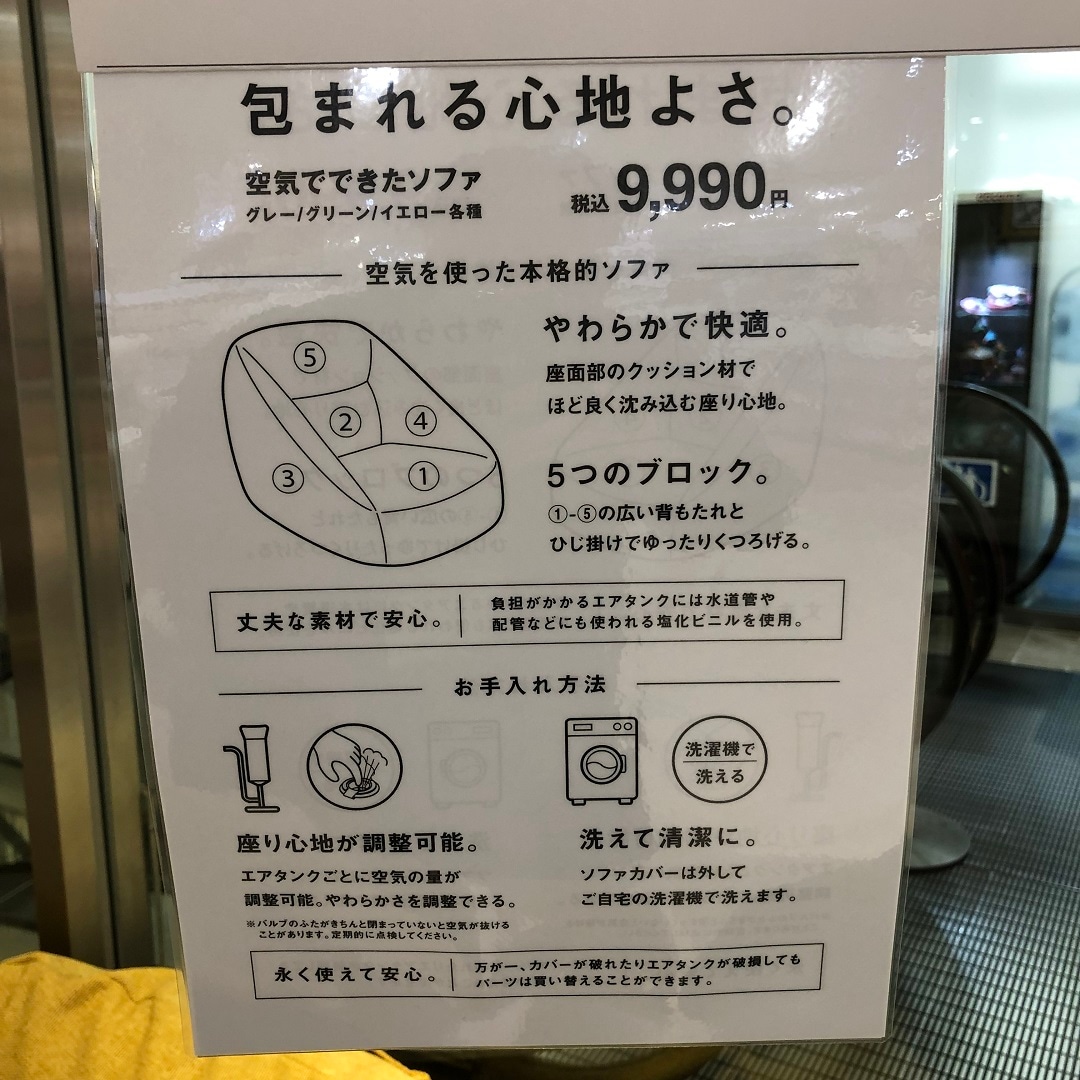 包まれる心地よさ。
空気でできたソファ
グレー/グリーン/イエロー各種
税込 9,990円
空気を使った本格的ソファ
⑤
②
④
③
①
やわらかで快適。
座面部のクッション材で
ほど良く沈み込む座り心地。
5つのブロック。
①-⑤の広い背もたれと
ひじ掛けでゆったりくつろげる。
丈夫な素材で安心。
負担がかかるエアタンクには水道管や
配管などにも使われる塩化ビニルを使用。
お手入れ方法
洗濯機で
洗える
座り心地が調整可能。
エアタンクごとに空気の量が
調整可能。やわらかさを調整できる。
※バルブのふたがきちんと閉まっていないと空気が抜ける
ことがあります。定期的に点検してください。
洗えて清潔に。
ソファカバーは外して
ご自宅の洗濯機で洗えます。
永く使えて安心。
万が一、カバーが破れたりエアタンクが破損しても
パーツは買い替えることができます。